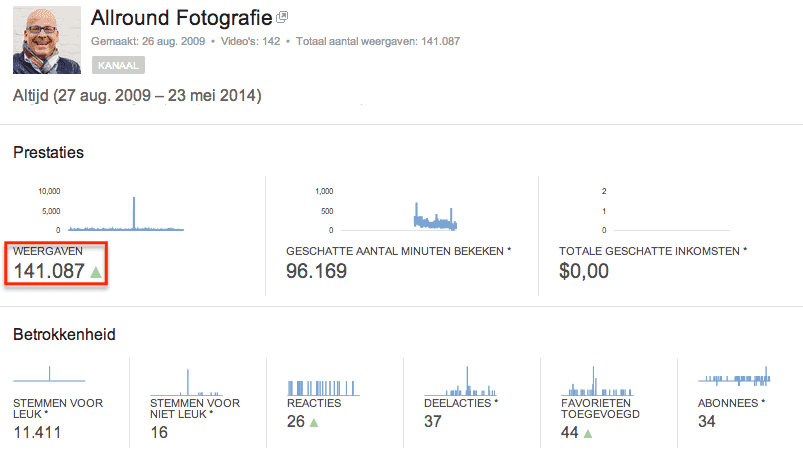 Allround Fotografie
Gemaakt: 26 aug. 2009 • Video's: 142 • Totaal aantal weergaven: 141.087
KANAAL
Altijd (27 aug. 2009 – 23 mei 2014)
Prestaties
10,000
5,000
0
WEERGAVEN
141.087
1,000
500
0
GESCHATTE AANTAL MINUTEN BEKEKEN *
96.169
2
1
0
TOTALE GESCHATTE INKOMSTEN *
$0,00
Betrokkenheid
STEMMEN VOOR
LEUK *
11.411
STEMMEN VOOR
NIET LEUK *
16
REACTIES
26
DEELACTIES *
37
FAVORIETEN
TOEGEVOEGD
44
ABONNEES *
34